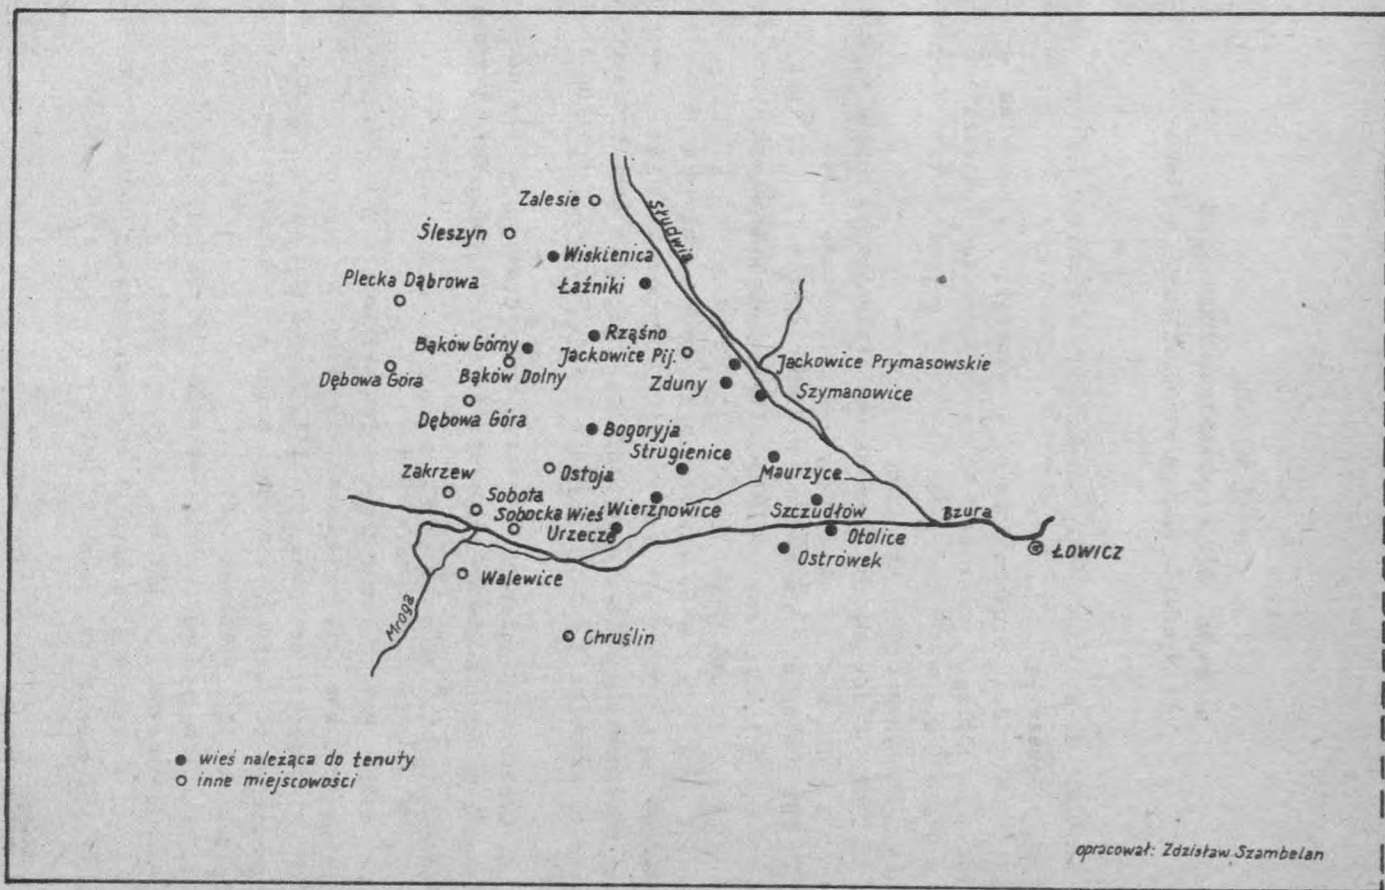 Zalesie
Śleszyn
Słudwia
Wiskienica
Plecka Dąbrowa
Łaźniki
Bąków Górny
Rząśno
Jackowice Pij.
Jackowice Prymasowskie
Dębowa Góra
Bąków Dolny
Zduny
Szymanowice
Dębowa Góra
Bogoryja
Strugienice
Zakrzew
Ostoja
Maurzyce
Sobota
Wierznowice
Szczudłów
Bzura
Sobocka Wieś
Urzecze
Otolice
Ostrówek
ŁOWICZ
Walewice
Mroga
Chruślin
wieś należąca do tenuty
inne miejscowości
opracował: Zdzisław Szambelan